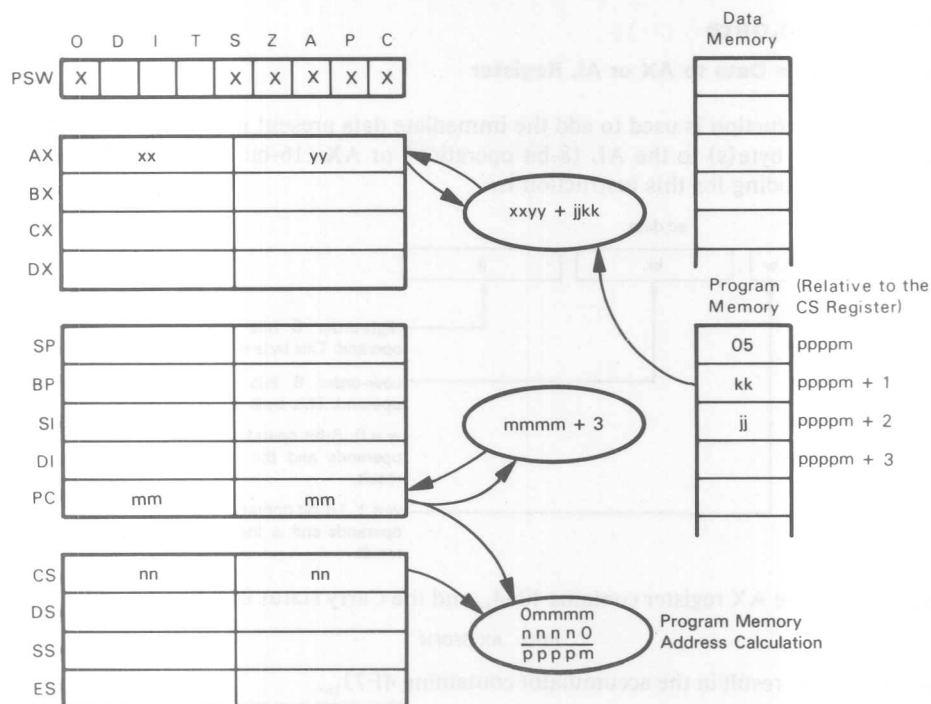 Data
Memory
O D I T S Z A P C
PSW X X X X X X
AX xx yy
BX
CX
DX
xxyy + jjkk
Program (Relative to the
Memory CS Register)
SP
BP
SI
DI
PC mm mm
mmmm + 3
05 ppppm
kk ppppm + 1
jj ppppm + 2
ppppm + 3
CS nn nn
DS
SS
ES
0mmmm
nnnn0
ppppm
Program Memory
Address Calculation